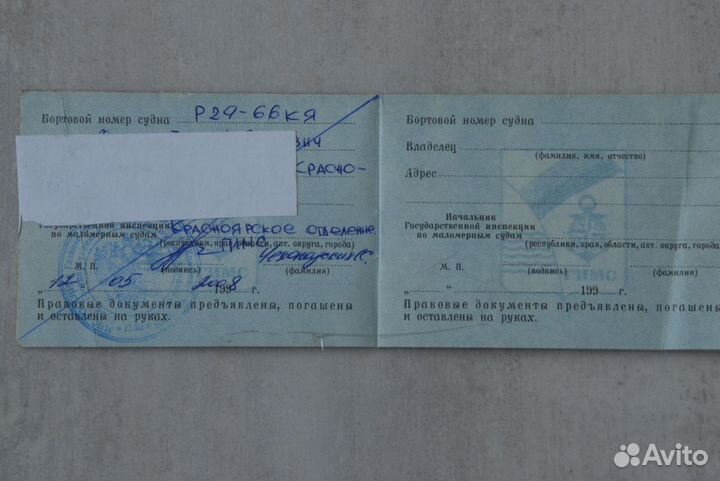 Бортовой номер судна Р29-66КЯ
ВИЧ
КРАСНО-
Государственной инспекции КРАСНОЯРСКОЕ ОТДЕЛЕНИЕ
по маломерным судам (республики, края, области, авт. округа, города)
М. П. (подпись) (фамилия)
„ 12 “ 05 2008 199 г.
Правовые документы предъявлены, погашены
и оставлены на руках.
Бортовой номер судна
Владелец
(фамилия, имя, отчество)
Адрес
Начальник
Государственной инспекции
по маломерным судам (республики, края, области, авт. округа, города)
М. П. (подпись) (фамилия)
„ “ 199 г.
Правовые документы предъявлены, погашены
и оставлены на руках.
ГИМС
Avito